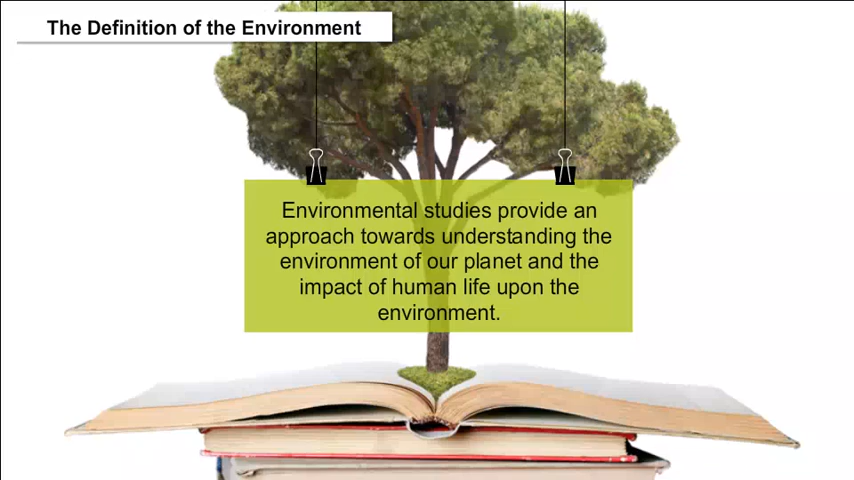 The Definition of the Environment
Environmental studies provide an
approach towards understanding the
environment of our planet and the
impact of human life upon the
environment.